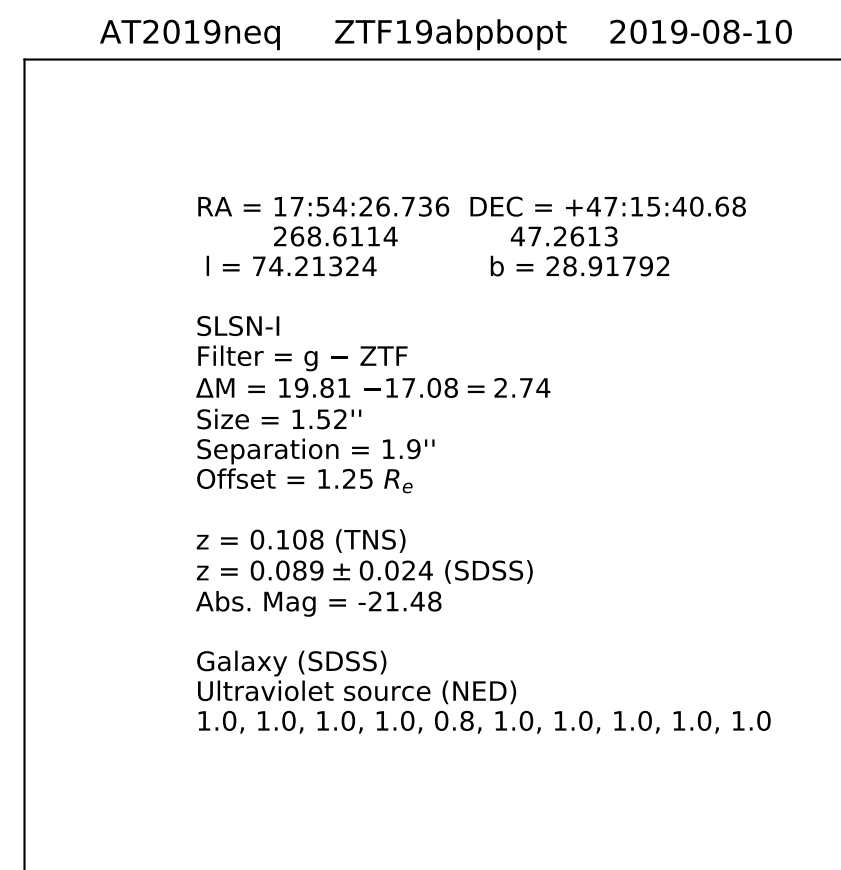 AT2019neq ZTF19abpbopt 2019-08-10
RA = 17:54:26.736 DEC = +47:15:40.68
268.6114 47.2613
l = 74.21324 b = 28.91792
SLSN-I
Filter = g − ZTF
ΔM = 19.81 −17.08 = 2.74
Size = 1.52''
Separation = 1.9''
Offset = 1.25 Re
z = 0.108 (TNS)
z = 0.089 ± 0.024 (SDSS)
Abs. Mag = -21.48
Galaxy (SDSS)
Ultraviolet source (NED)
1.0, 1.0, 1.0, 1.0, 0.8, 1.0, 1.0, 1.0, 1.0, 1.0